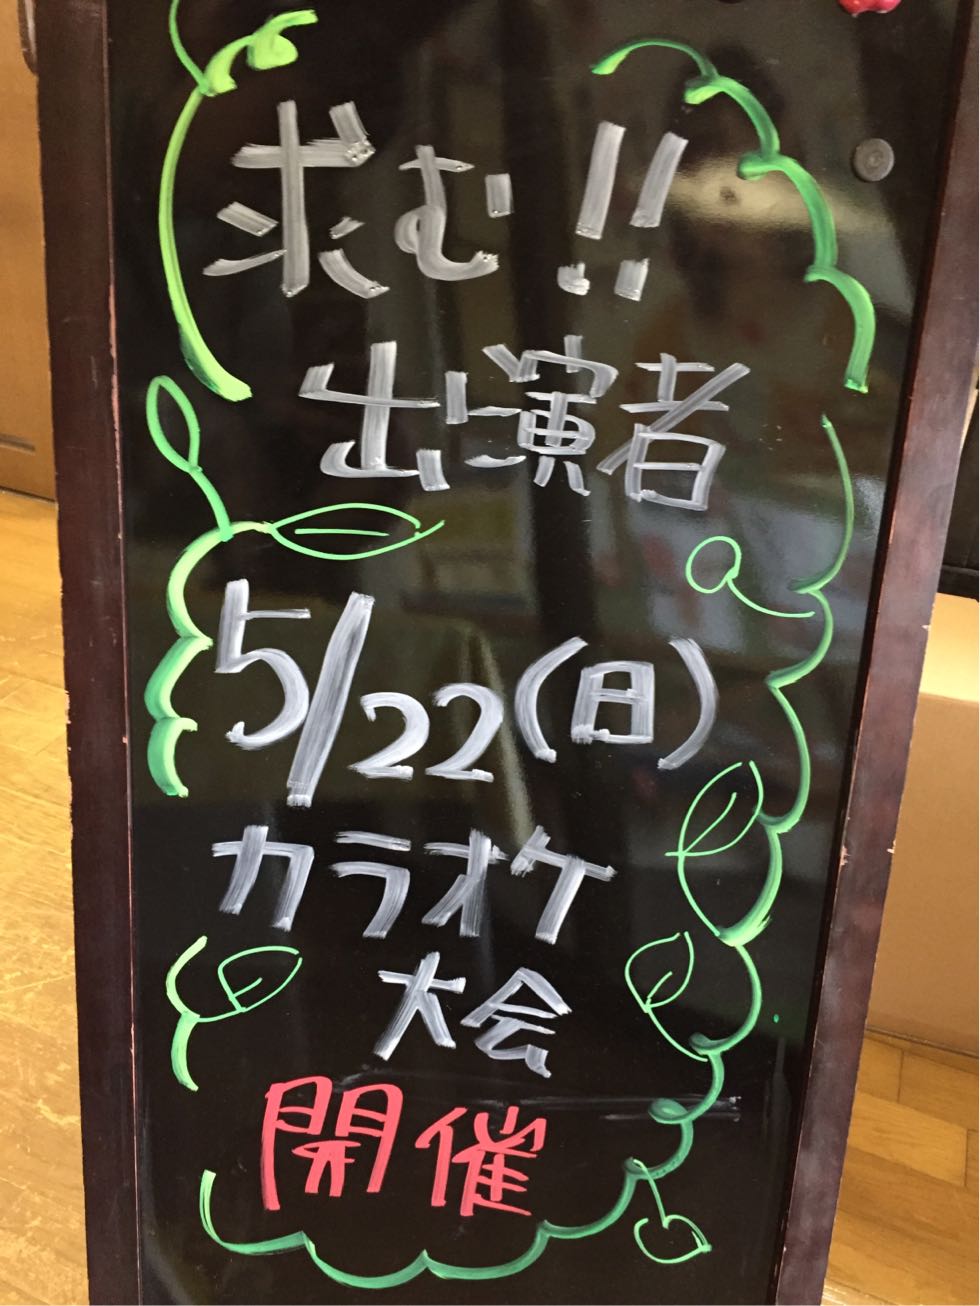 求む!!
出演者
5/22(日)
カラオケ
大会
開催